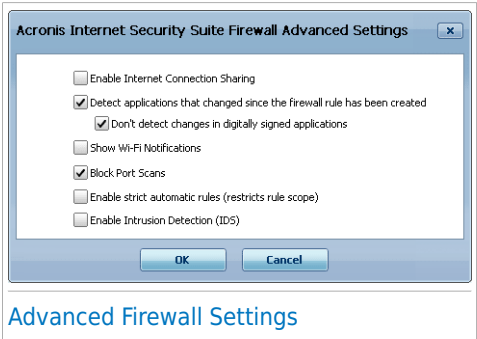 Acronis Internet Security Suite Firewall Advanced Settings
Enable Internet Connection Sharing
Detect applications that changed since the firewall rule has been created
Don't detect changes in digitally signed applications
Show Wi-Fi Notifications
Block Port Scans
Enable strict automatic rules (restricts rule scope)
Enable Intrusion Detection (IDS)
OK Cancel
Advanced Firewall Settings